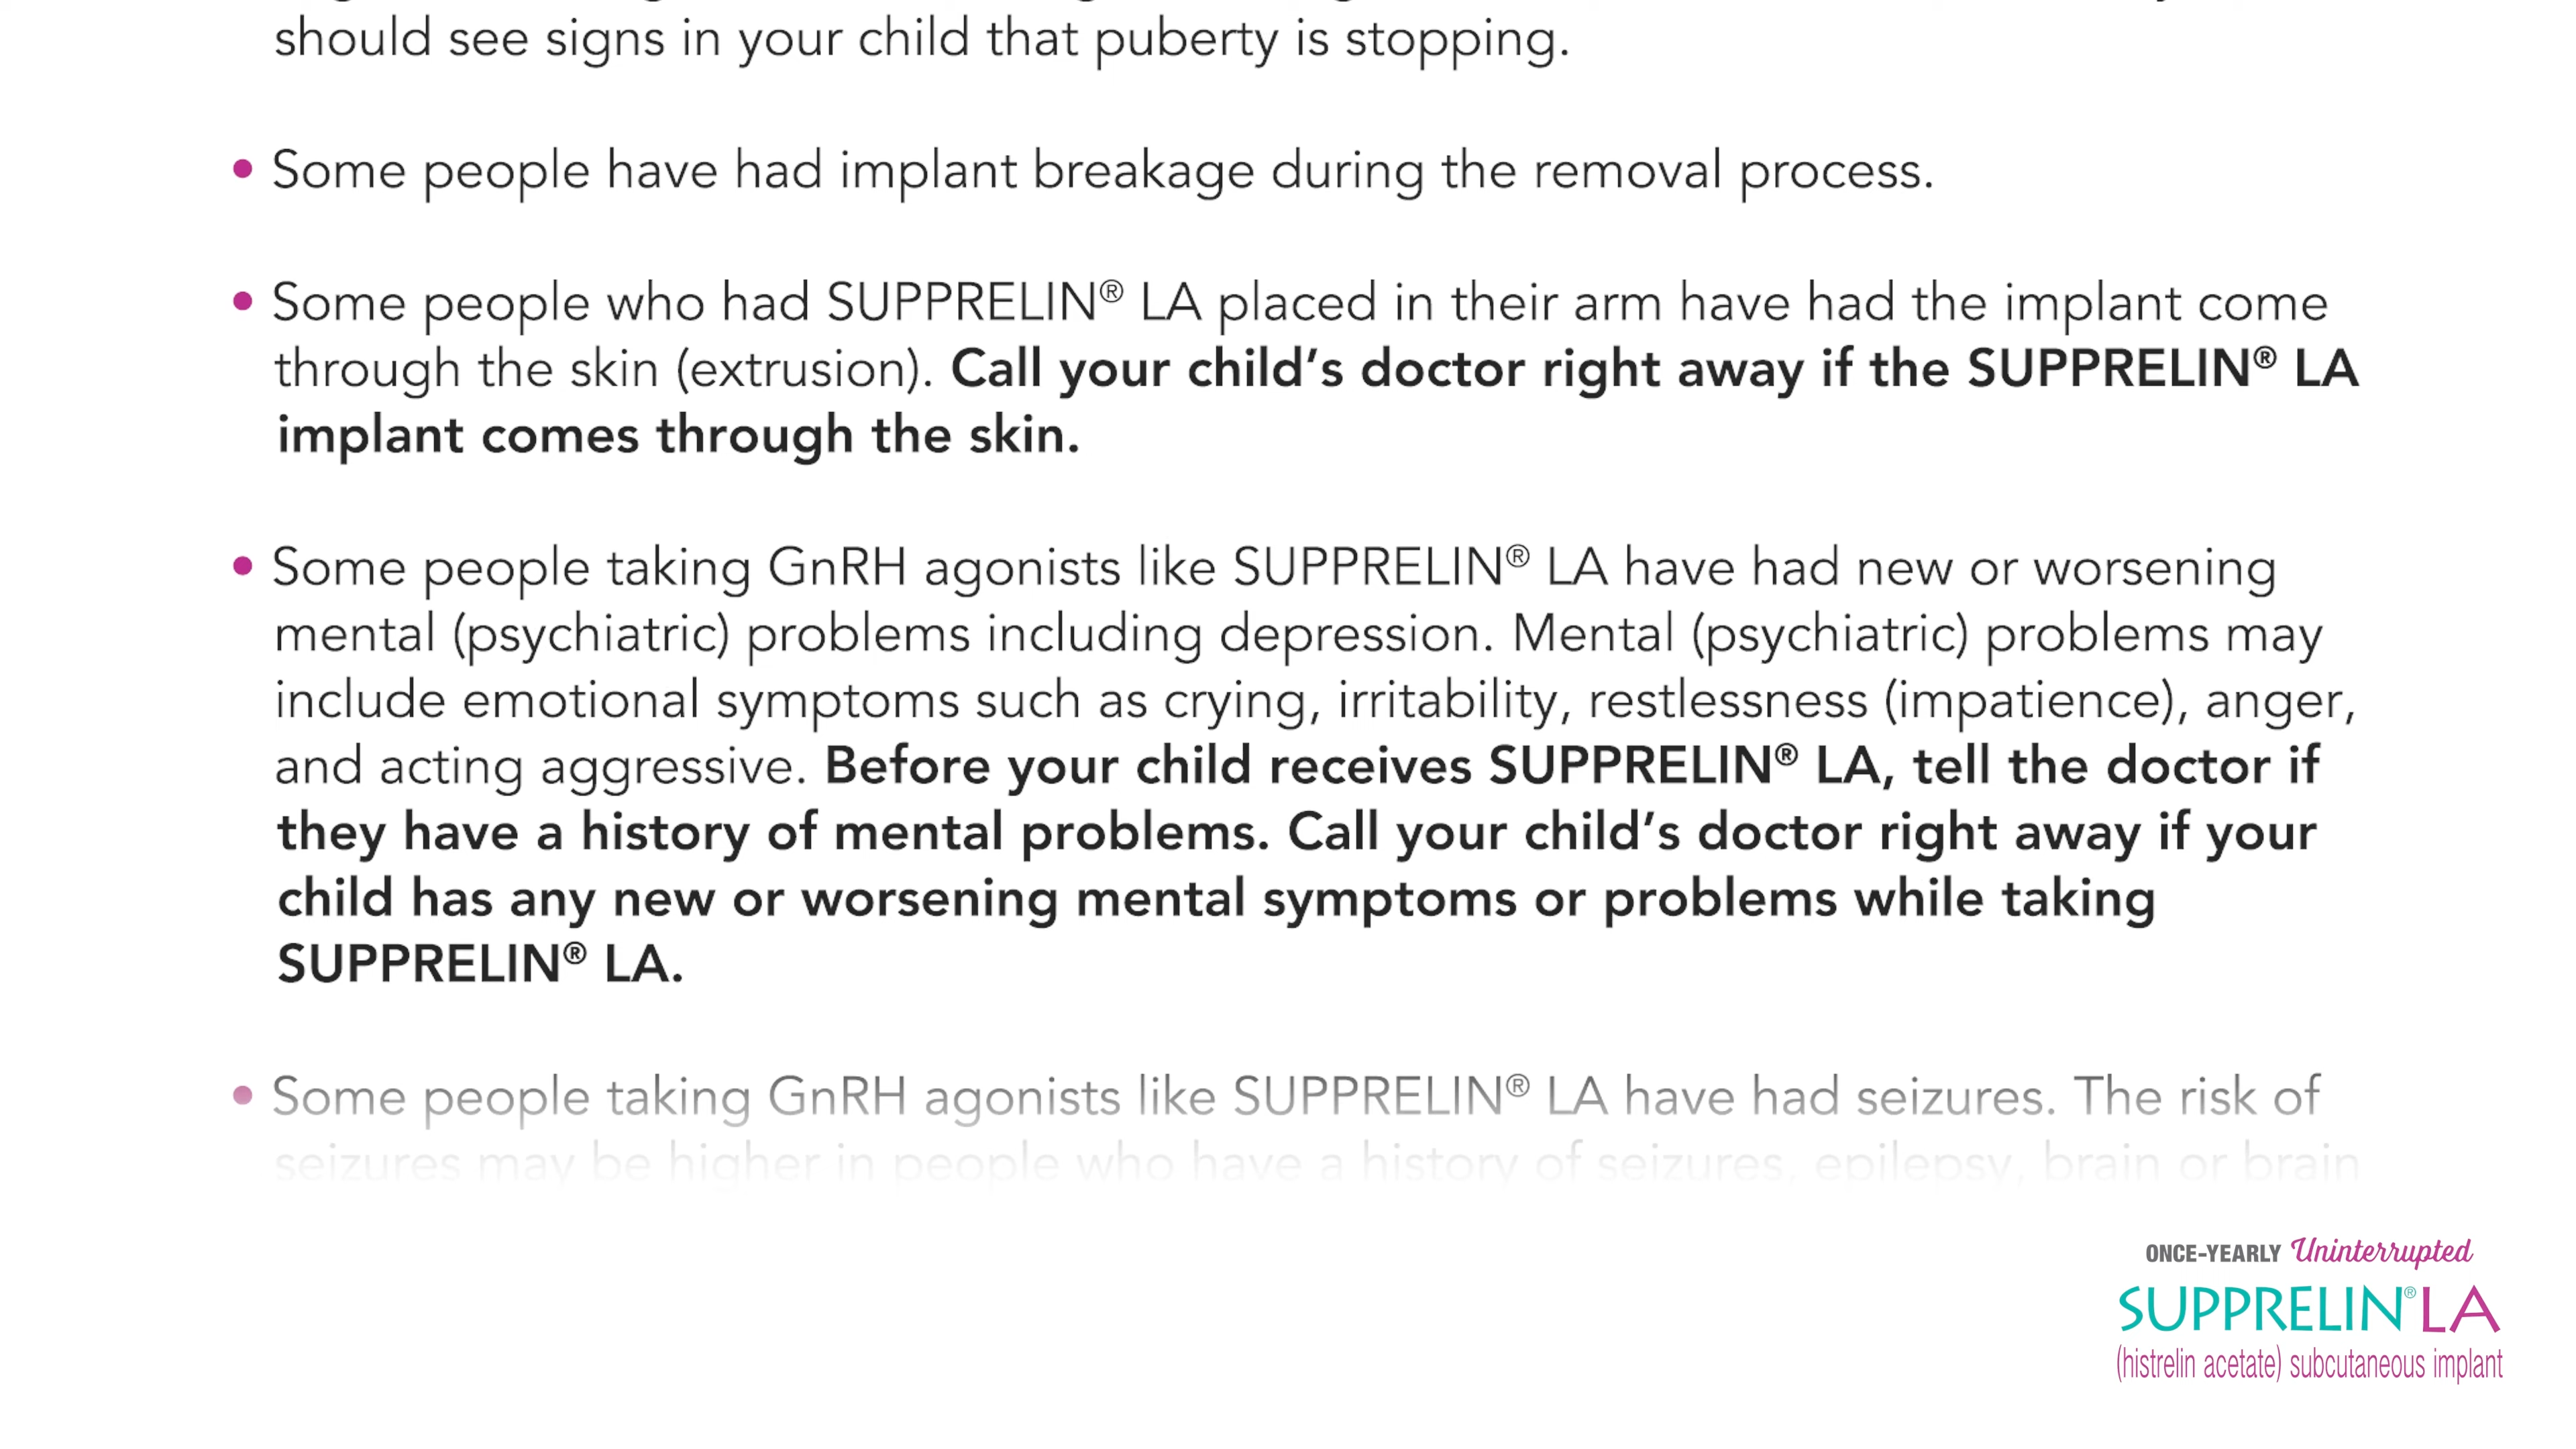 should see signs in your child that puberty is stopping.
• Some people have had implant breakage during the removal process.
• Some people who had SUPPRELIN® LA placed in their arm have had the implant come
through the skin (extrusion). Call your child's doctor right away if the SUPPRELIN® LA
implant comes through the skin.
• Some people taking GnRH agonists like SUPPRELIN® LA have had new or worsening
mental (psychiatric) problems including depression. Mental (psychiatric) problems may
include emotional symptoms such as crying, irritability, restlessness (impatience), anger,
and acting aggressive. Before your child receives SUPPRELIN® LA, tell the doctor if
they have a history of mental problems. Call your child's doctor right away if your
child has any new or worsening mental symptoms or problems while taking
SUPPRELIN® LA.
• Some people taking GnRH agonists like SUPPRELIN® LA have had seizures. The risk of
seizures may be higher in people who have a history of seizures, epilepsy, brain or brain
ONCE-YEARLY Uninterrupted
SUPPRELIN® LA
(histrelin acetate) subcutaneous implant